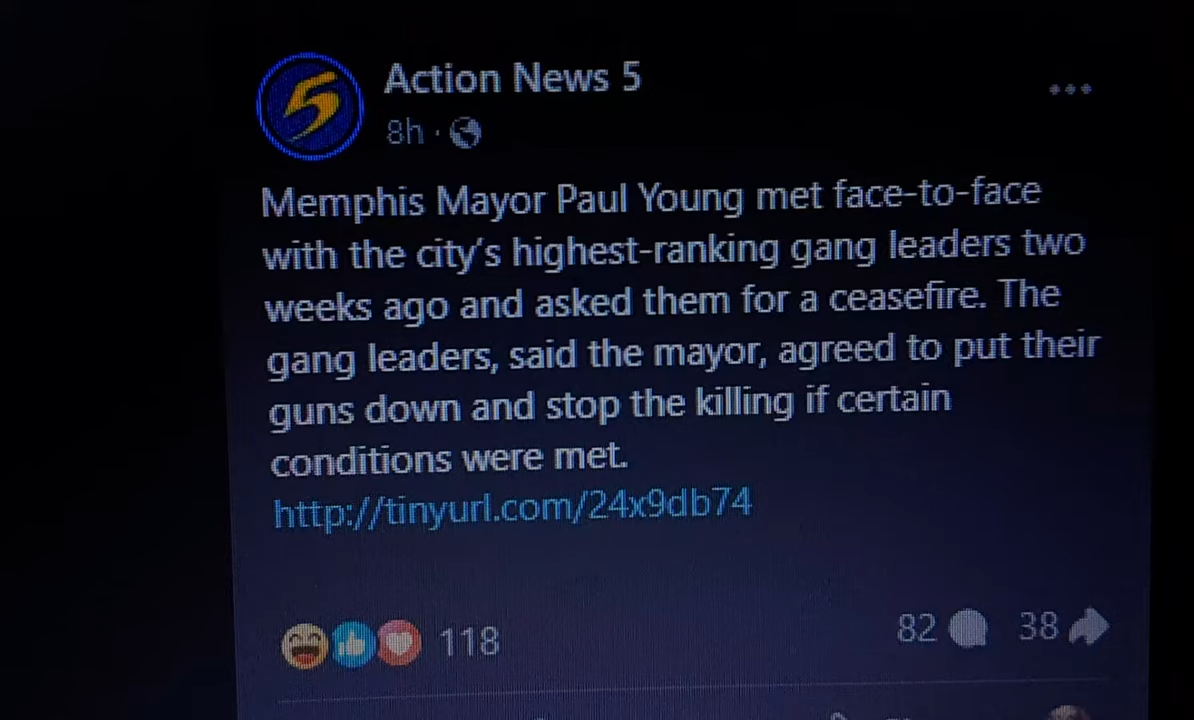 5
Action News 5
8h ·
Memphis Mayor Paul Young met face-to-face
with the city's highest-ranking gang leaders two
weeks ago and asked them for a ceasefire. The
gang leaders, said the mayor, agreed to put their
guns down and stop the killing if certain
conditions were met.
http://tinyurl.com/24x9db74
118
82
38